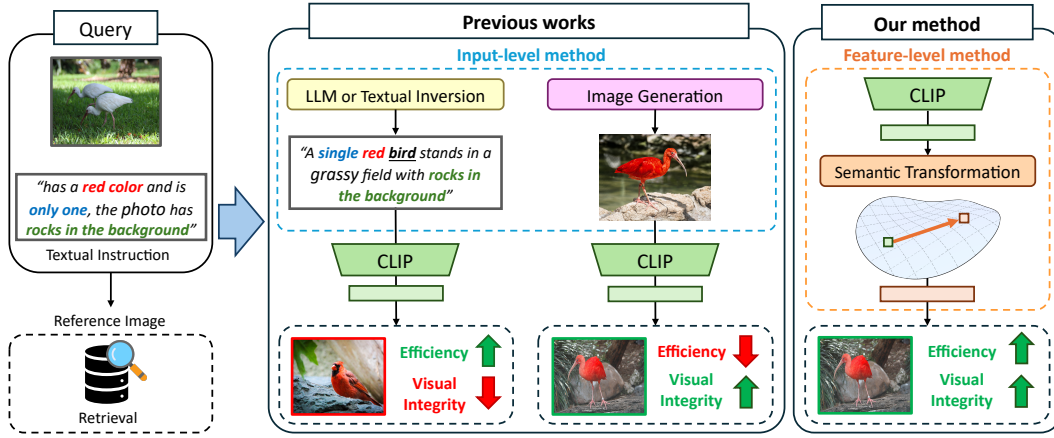 Query
“has a red color and is
only one, the photo has
rocks in the background”
Textual Instruction
Reference Image
Retrieval
Previous works
Input-level method
LLM or Textual Inversion
“A single red bird stands in a
grassy field with rocks in
the background”
CLIP
Efficiency
Visual
Integrity
Image Generation
CLIP
Efficiency
Visual
Integrity
Our method
Feature-level method
CLIP
Semantic Transformation
Efficiency
Visual
Integrity